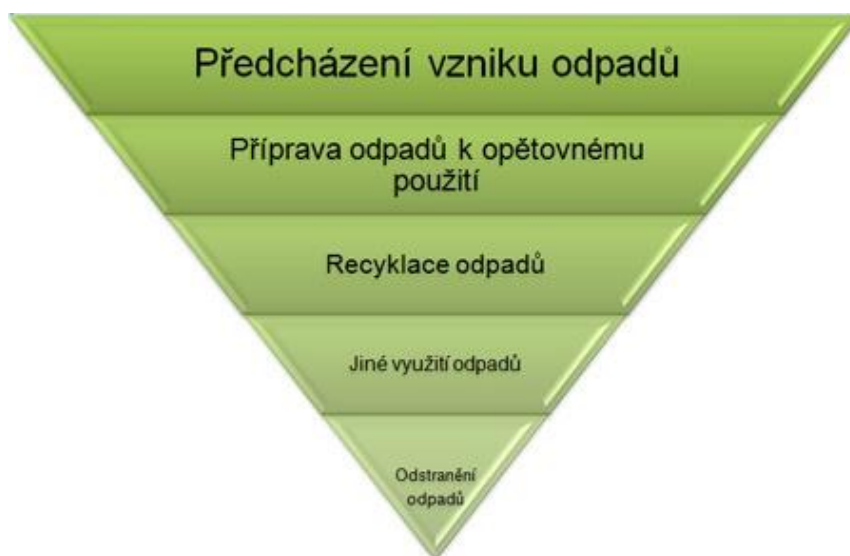 Předcházení vzniku odpadů
Příprava odpadů k opětovnému
použití
Recyklace odpadů
Jiné využití odpadů
Odstranění
odpadů